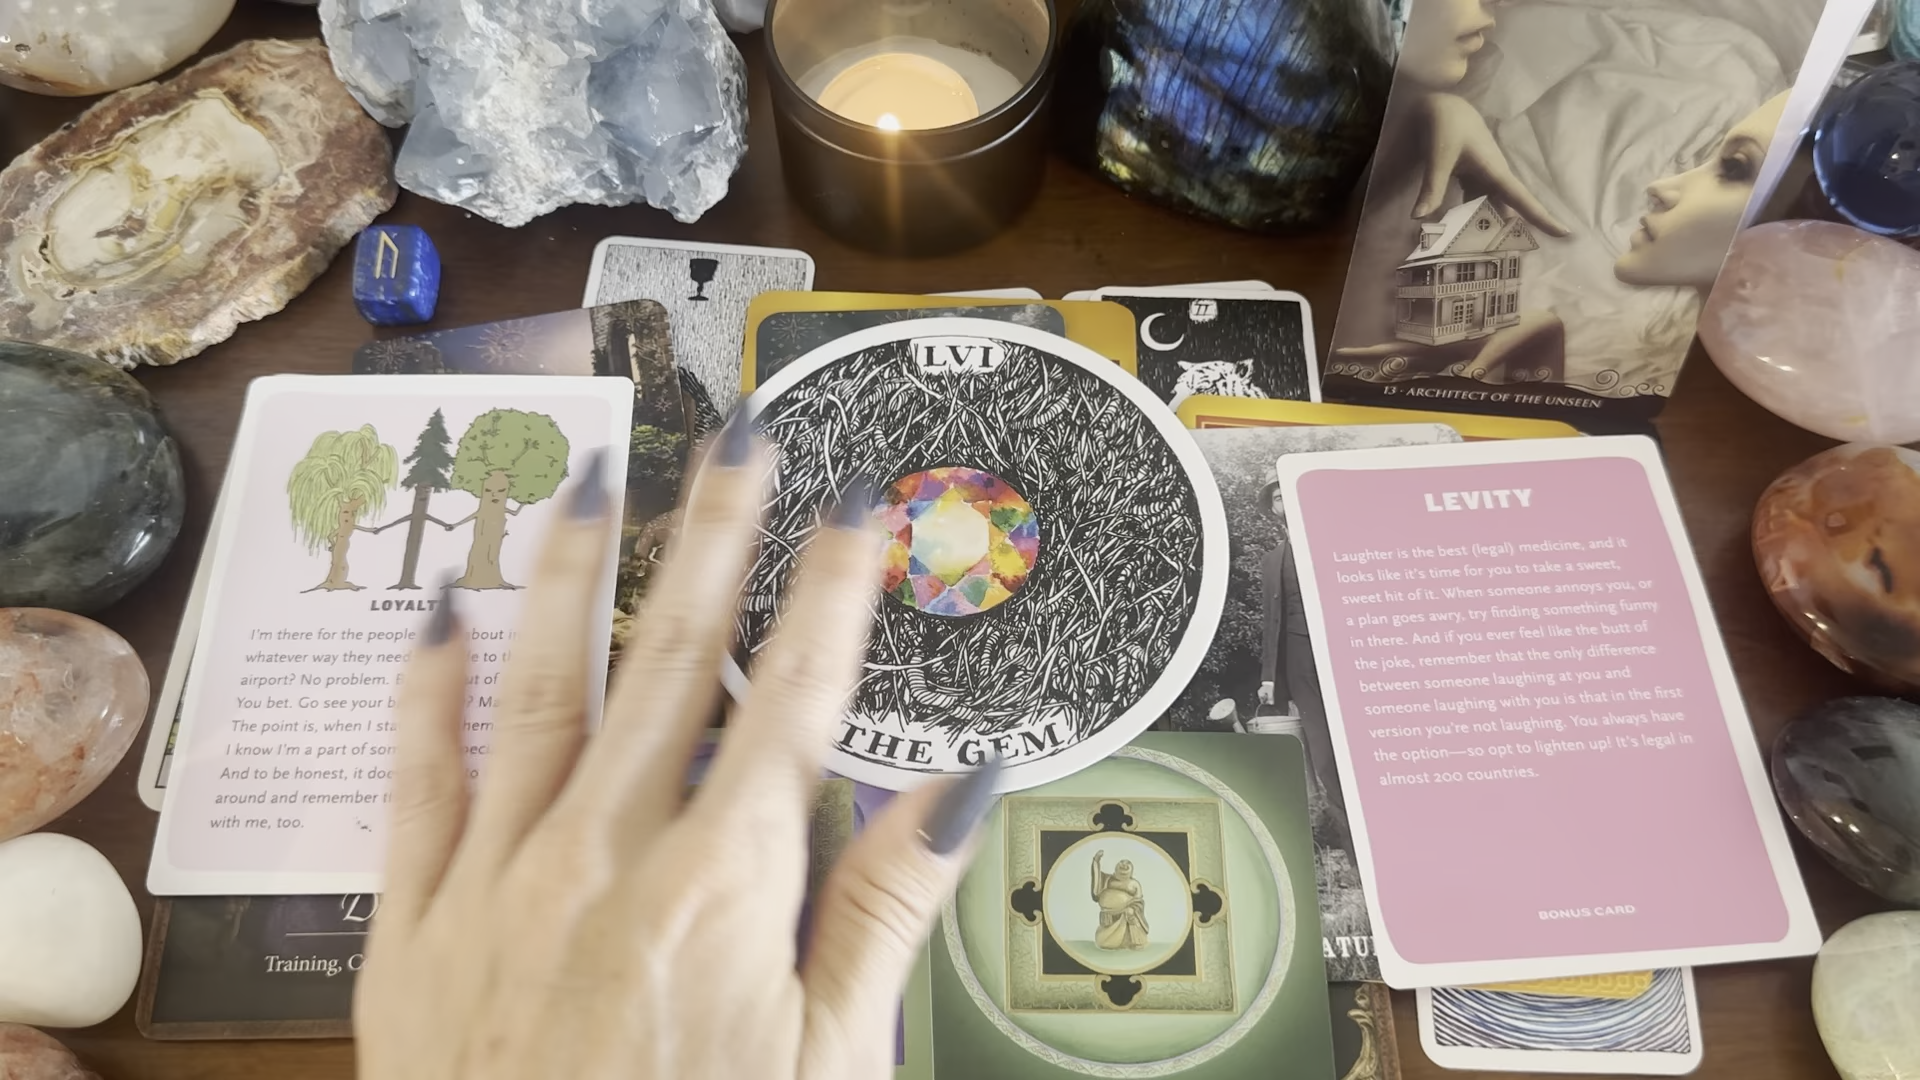 II
13 · ARCHITECT OF THE UNSEEN
LVI
THE GEM
LOYALT
I'm there for the people about
whatever way they need to
airport? No problem. out of
You bet. Go see your
The point is, when I
I know I'm a part of
And to be honest, it
around and remember
with me, too.
Training,
LEVITY
Laughter is the best (legal) medicine, and it
looks like it's time for you to take a sweet,
sweet hit of it. When someone annoys you, or
a plan goes awry, try finding something funny
in there. And if you ever feel like the butt of
the joke, remember that the only difference
between someone laughing at you and
someone laughing with you is that in the first
version you're not laughing. You always have
the option—so opt to lighten up! It's legal in
almost 200 countries.
BONUS CARD